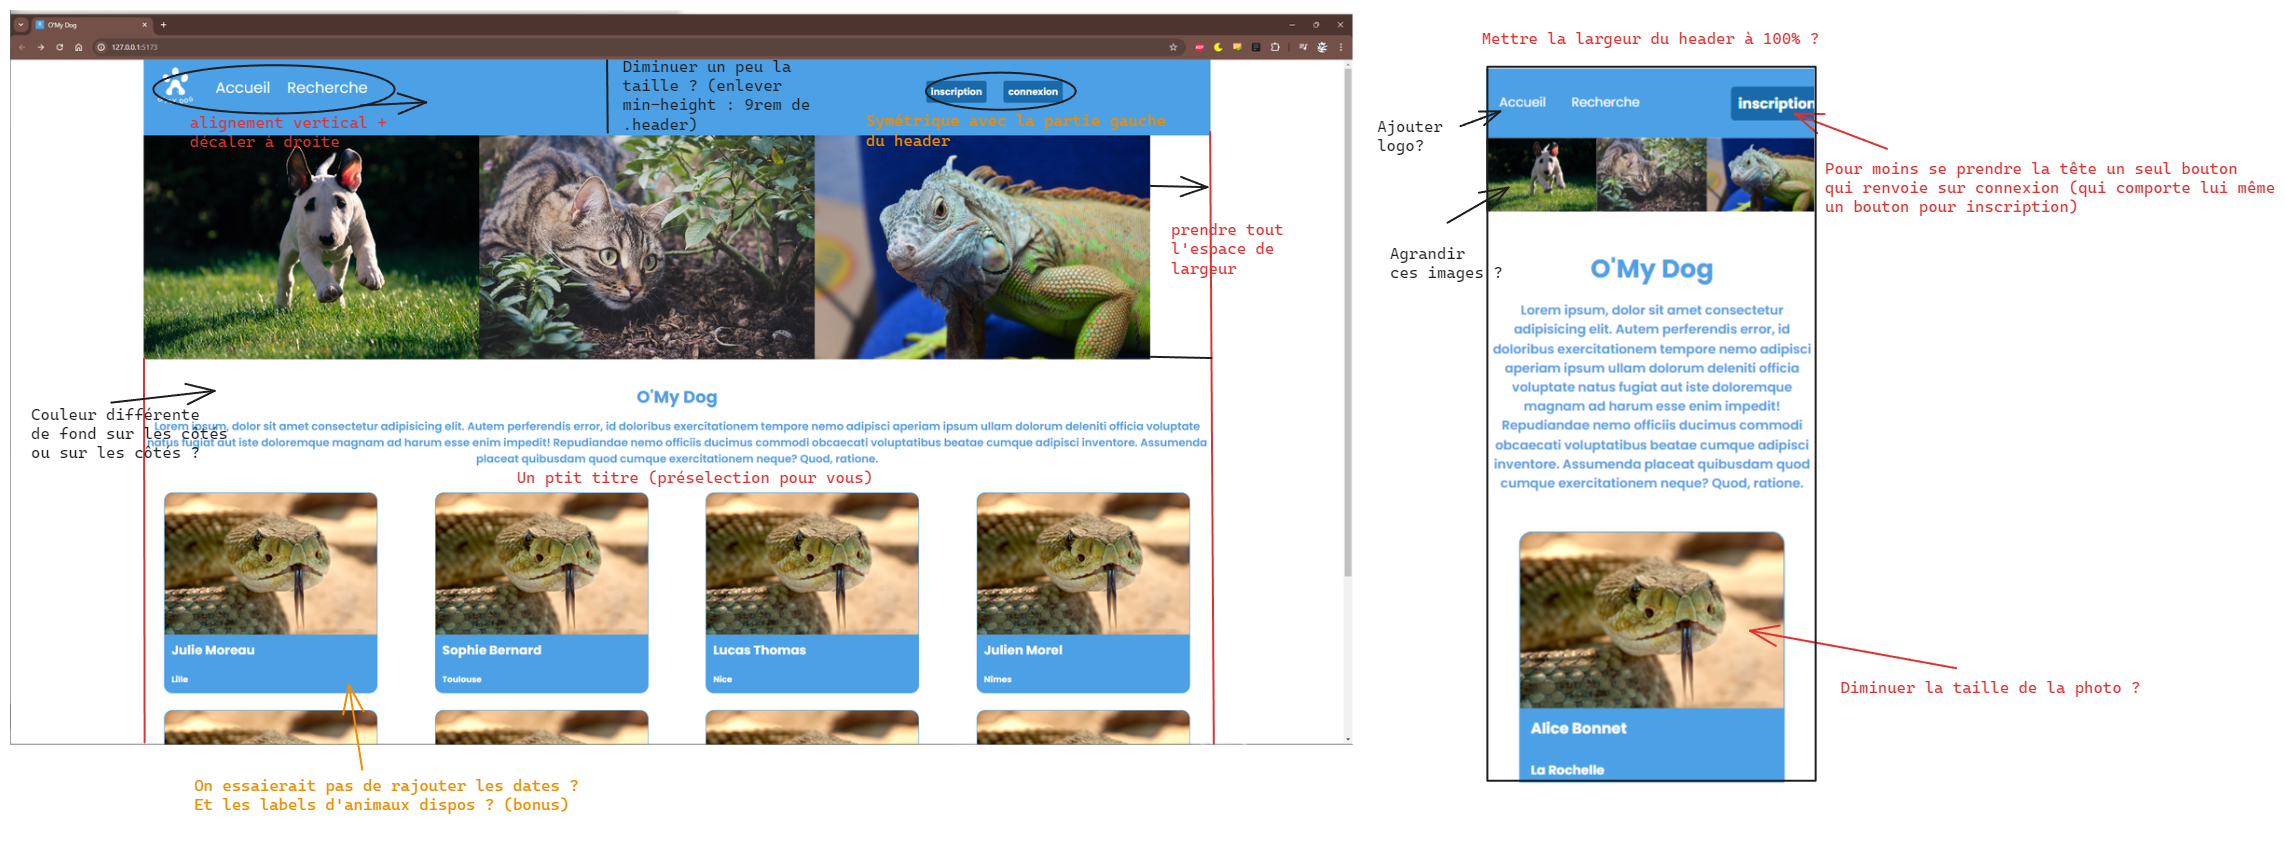 O'My Dog
127.0.0.1:5173
O'MY DOG
Accueil
Recherche
Diminuer un peu la
taille ? (enlever
min-height : 9rem de
.header)
inscription
connexion
alignement vertical +
décaler à droite
Symétrique avec la partie gauche
du header
prendre tout
l'espace de
largeur
Couleur différente
de fond sur les côtés
ou sur les côtés ?
O'My Dog
Lorem ipsum, dolor sit amet consectetur adipisicing elit. Autem perferendis error, id doloribus exercitationem tempore nemo adipisci aperiam ipsum ullam dolorum deleniti officia voluptate
natus fugiat aut iste doloremque magnam ad harum esse enim impedit! Repudiandae nemo officiis ducimus commodi obcaecati voluptatibus beatae cumque adipisci inventore. Assumenda
placeat quibusdam quod cumque exercitationem neque? Quod, ratione.
Un ptit titre (préselection pour vous)
Julie Moreau
Lille
Sophie Bernard
Toulouse
Lucas Thomas
Nice
Julien Morel
Nîmes
On essaierait pas de rajouter les dates ?
Et les labels d'animaux dispos ? (bonus)
Mettre la largeur du header à 100% ?
Accueil
Recherche
inscription
Ajouter
logo?
Pour moins se prendre la tête un seul bouton
qui renvoie sur connexion (qui comporte lui même
un bouton pour inscription)
Agrandir
ces images ?
O'My Dog
Lorem ipsum, dolor sit amet consectetur
adipisicing elit. Autem perferendis error, id
doloribus exercitationem tempore nemo adipisci
aperiam ipsum ullam dolorum deleniti officia
voluptate natus fugiat aut iste doloremque
magnam ad harum esse enim impedit!
Repudiandae nemo officiis ducimus commodi
obcaecati voluptatibus beatae cumque adipisci
inventore. Assumenda placeat quibusdam quod
cumque exercitationem neque? Quod, ratione.
Diminuer la taille de la photo ?
Alice Bonnet
La Rochelle